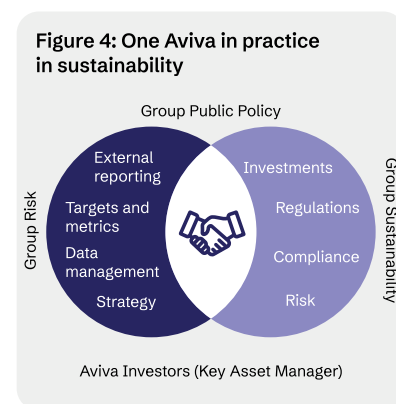 Figure 4: One Aviva in practice
in sustainability
Group Public Policy
Group Risk
External
reporting
Targets and
metrics
Data
management
Strategy
Investments
Regulations
Compliance
Risk
Group Sustainability
Aviva Investors (Key Asset Manager)